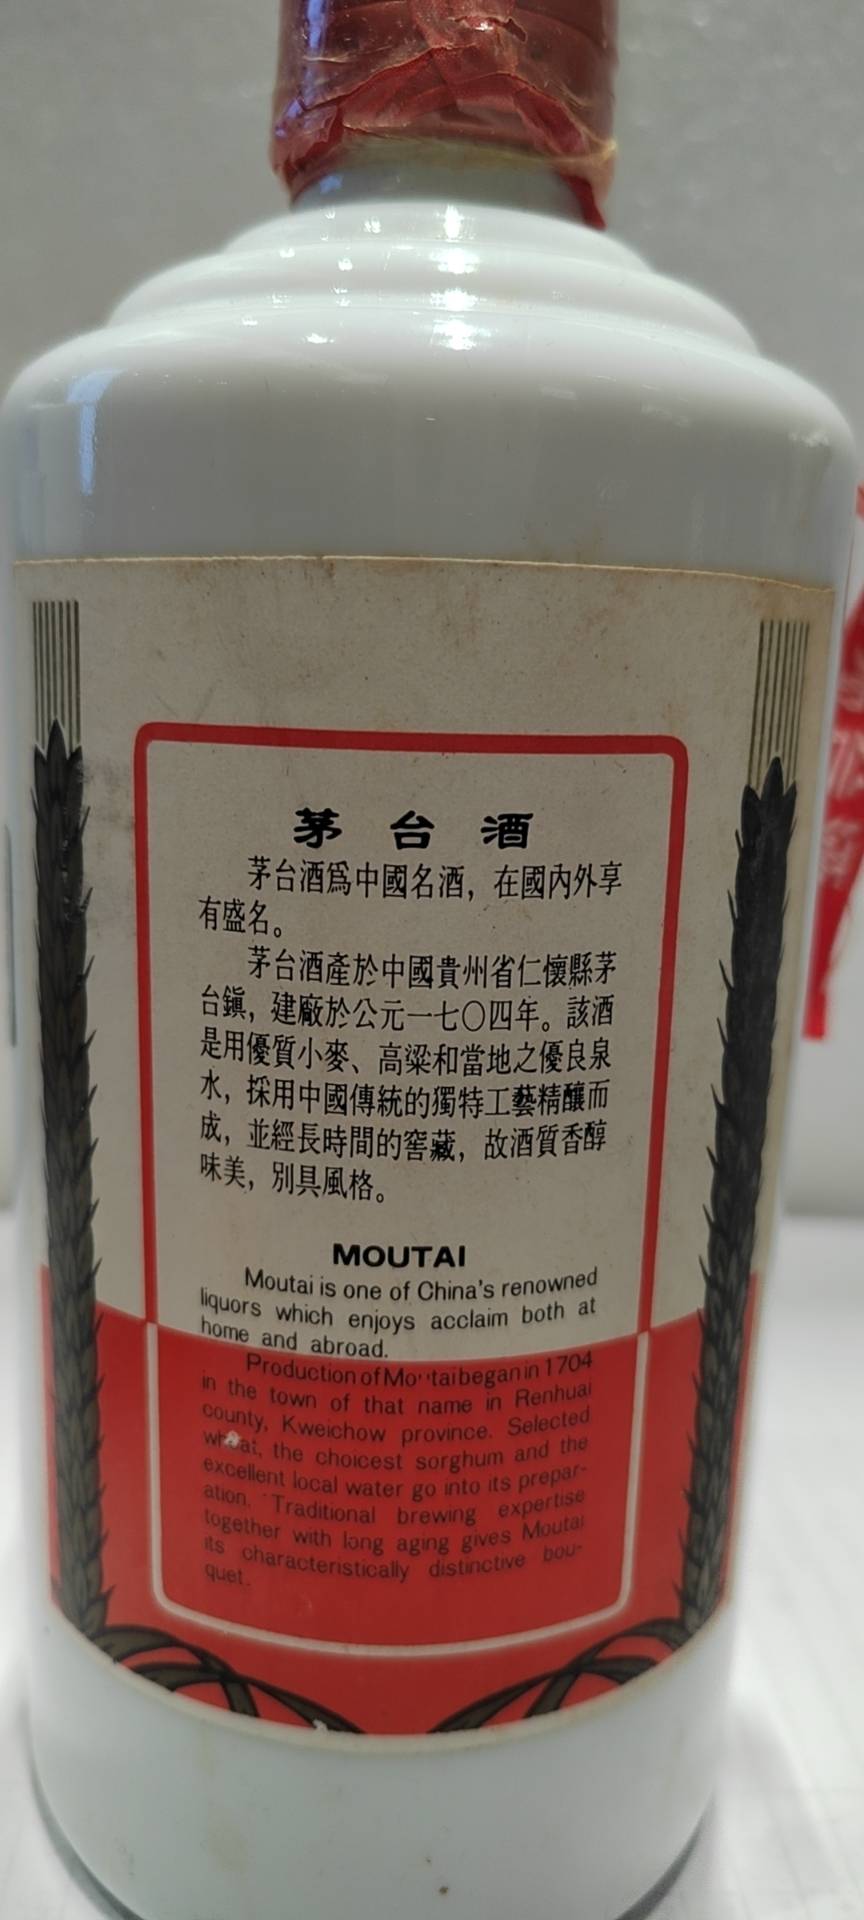 茅台酒
茅台酒爲中國名酒，在國內外享
有盛名。
茅台酒產於中國貴州省仁懷縣茅
台鎭，建廠於公元一七〇四年。該酒
是用優質小麥、高粱和當地之優良泉
水，採用中國傳統的獨特工藝精釀而
成，並經長時間的窖藏，故酒質香醇
味美，別具風格。
MOUTAI
Moutai is one of China's renowned
liquors which enjoys acclaim both at
home and abroad.
Production of Moutai began in 1704
in the town of that name in Renhuai
county, Kweichow province. Selected
wheat, the choicest sorghum and the
excellent local water go into its prepar-
ation. Traditional brewing expertise
together with long aging gives Moutai
its characteristically distinctive bou-
quet.